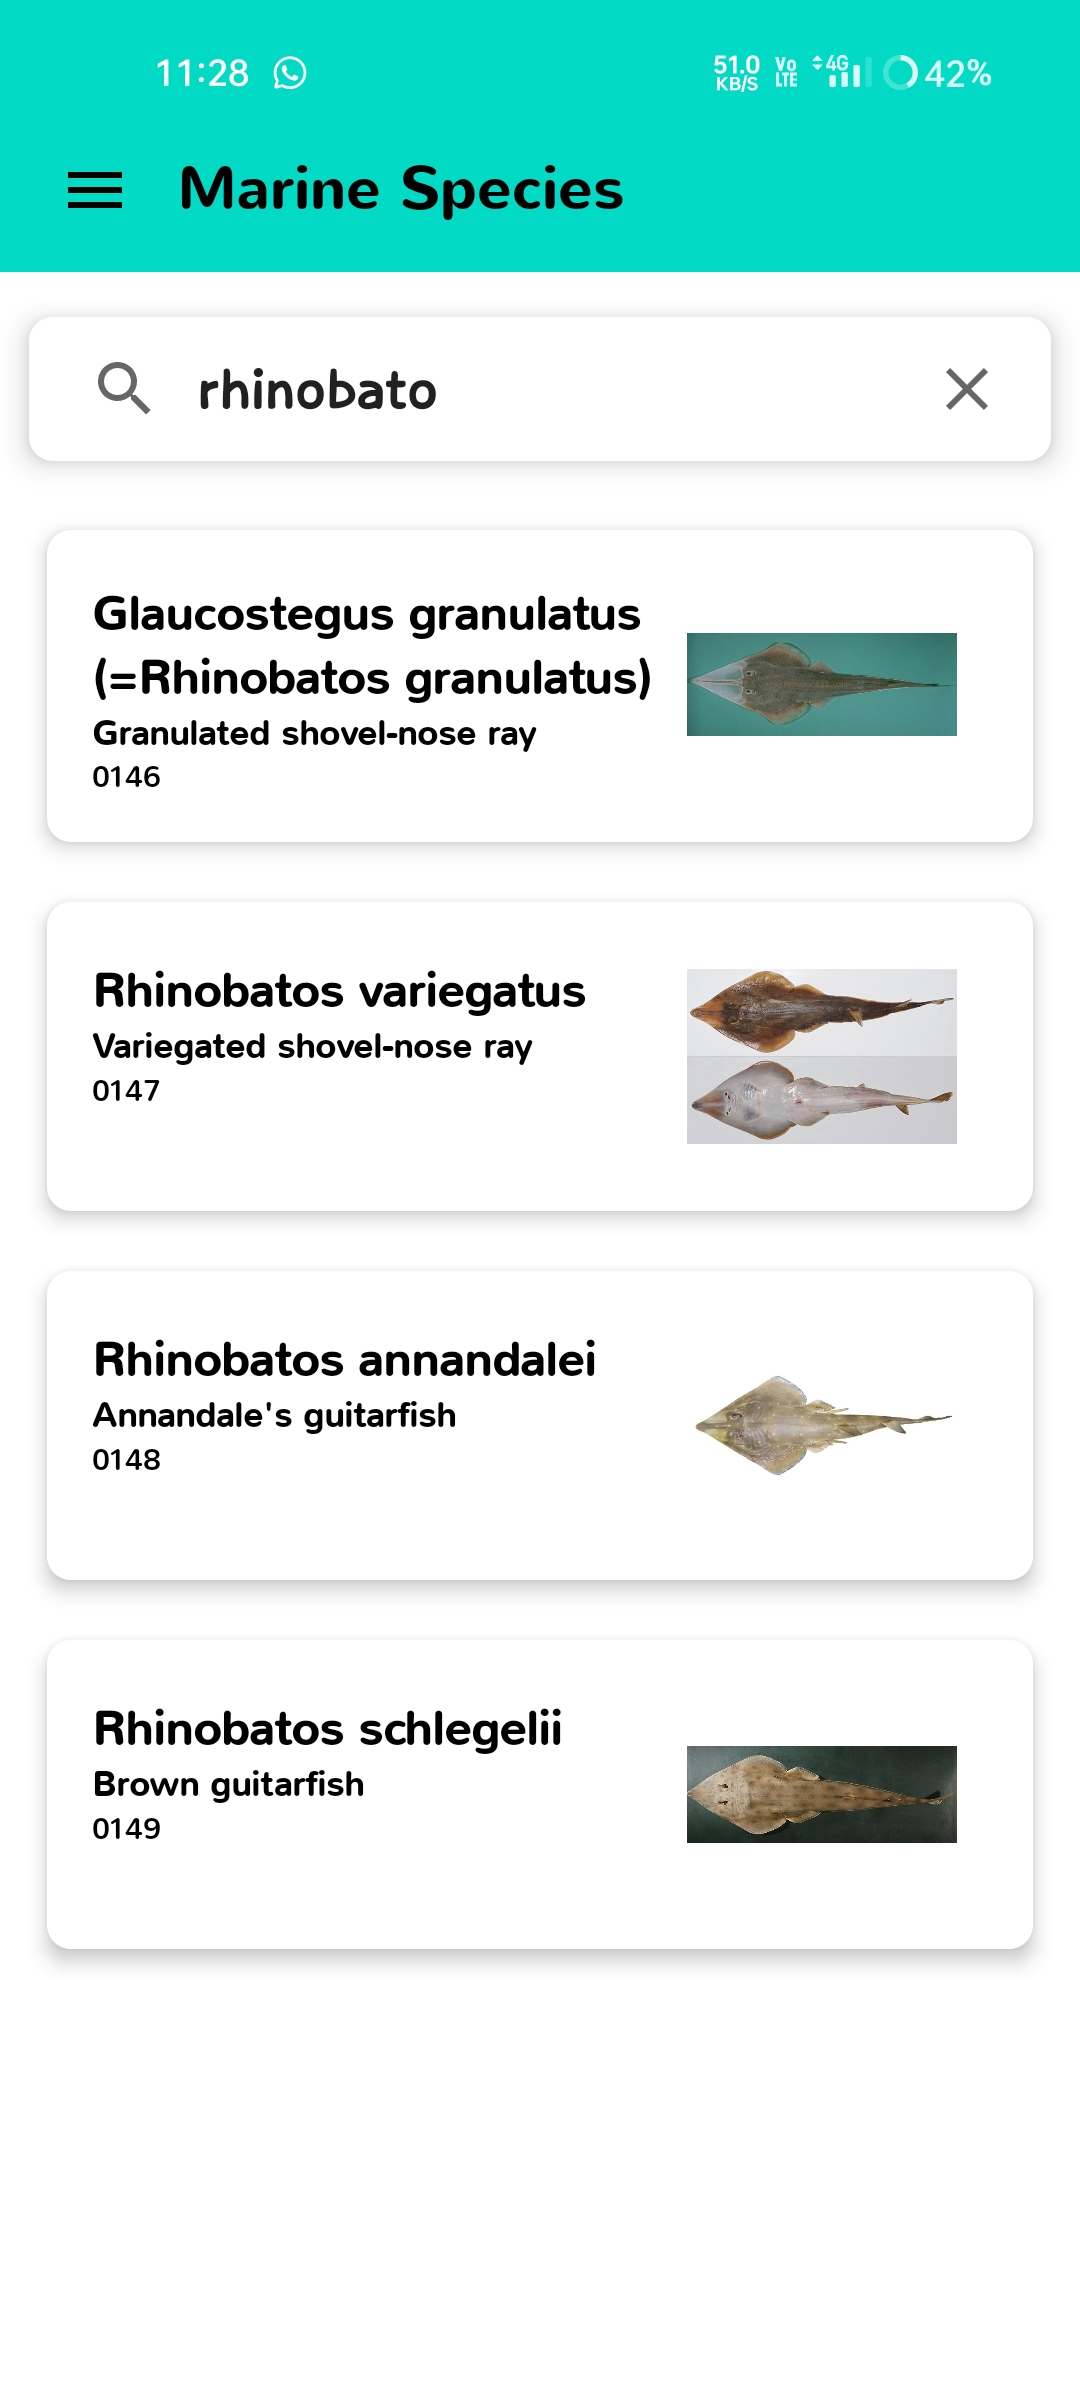 11:28
51.0 KB/S Vo LTE 4G 42%
Marine Species
rhinobato
Glaucostegus granulatus
(=Rhinobatos granulatus)
Granulated shovel-nose ray
0146
Rhinobatos variegatus
Variegated shovel-nose ray
0147
Rhinobatos annandalei
Annandale's guitarfish
0148
Rhinobatos schlegelii
Brown guitarfish
0149